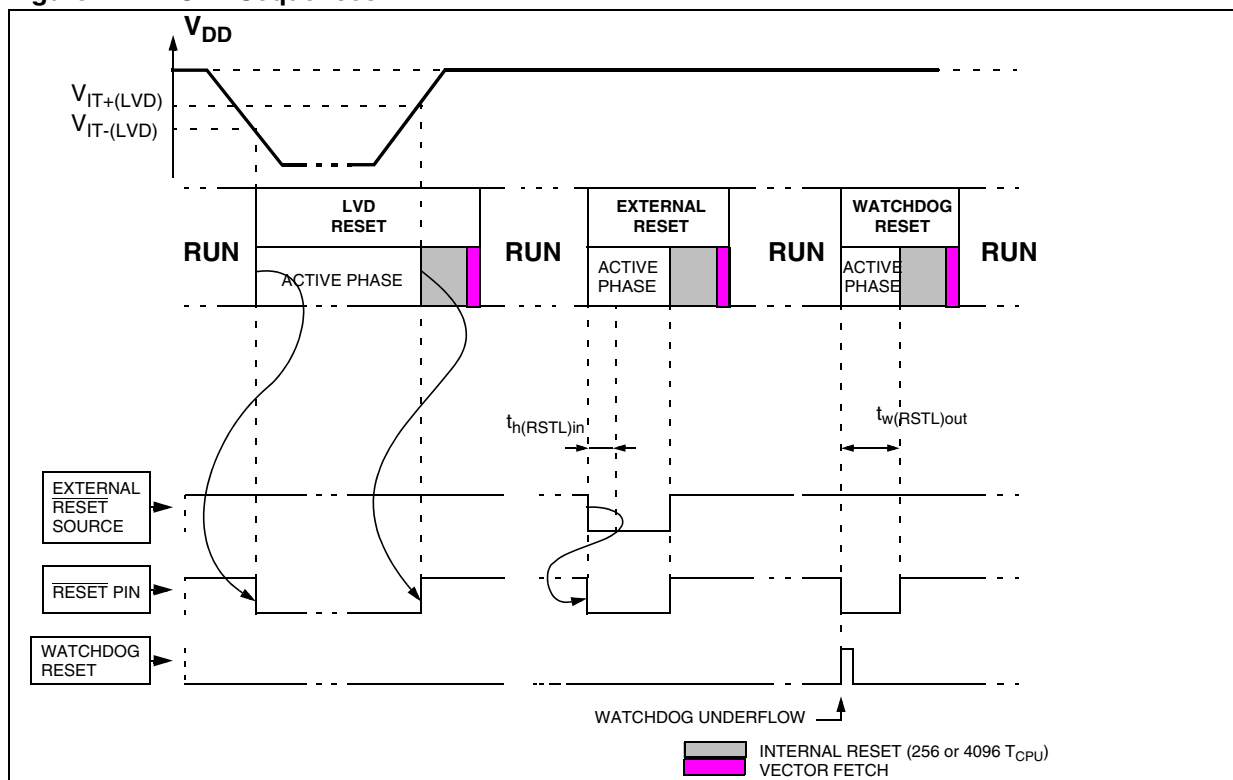 V_DD
V_IT+(LVD)
V_IT-(LVD)
LVD
RESET
EXTERNAL
RESET
WATCHDOG
RESET
RUN
RUN
RUN
RUN
ACTIVE PHASE
ACTIVE
PHASE
ACTIVE
PHASE
t_h(RSTL)in
t_w(RSTL)out
EXTERNAL
RESET
SOURCE
RESET PIN
WATCHDOG
RESET
WATCHDOG UNDERFLOW
INTERNAL RESET (256 or 4096 T_CPU)
VECTOR FETCH